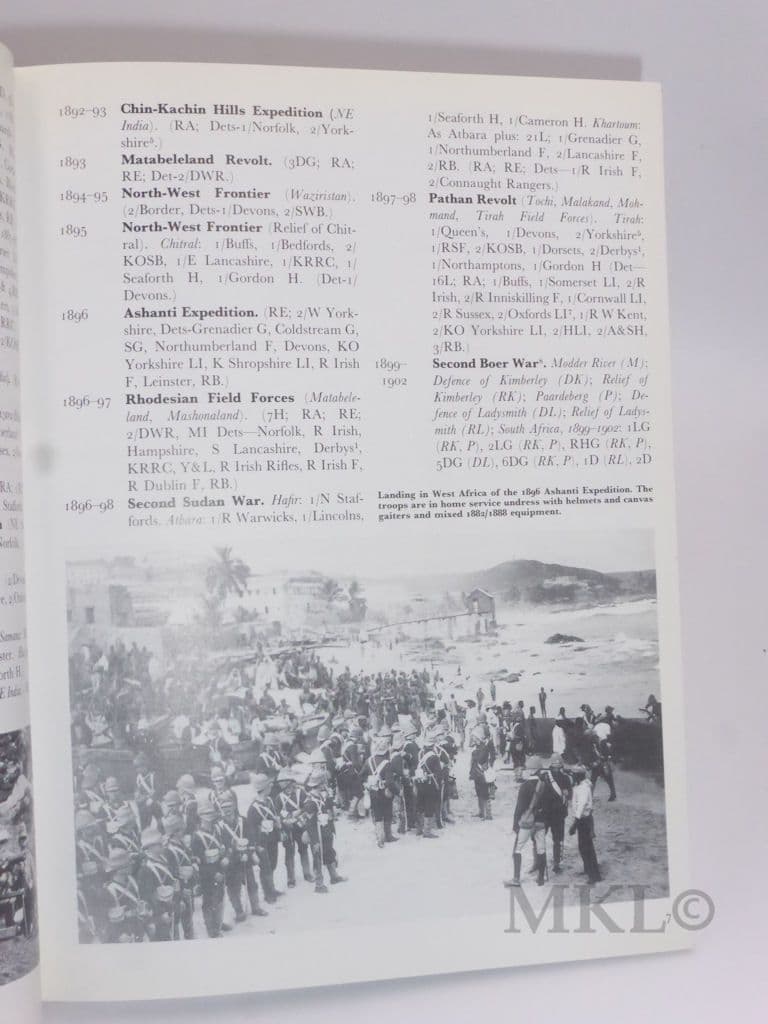 1892–93 Chin-Kachin Hills Expedition (NE
India). (RA; Dets-1/Norfolk, 2/York-
shire⁵.)
1893 Matabeleland Revolt. (3DG; RA;
RE; Det-2/DWR.)
1894–95 North-West Frontier (Waziristan).
(2/Border, Dets-1/Devons, 2/SWB.)
1895 North-West Frontier (Relief of Chit-
ral). Chitral: 1/Buffs, 1/Bedfords, 2/
KOSB, 1/E Lancashire, 1/KRRC, 1/
Seaforth H, 1/Gordon H. (Det-1/
Devons.)
1896 Ashanti Expedition. (RE; 2/W York-
shire, Dets-Grenadier G, Coldstream G,
SG, Northumberland F, Devons, KO
Yorkshire LI, K Shropshire LI, R Irish
F, Leinster, RB.)
1896–97 Rhodesian Field Forces (Matabele-
land, Mashonaland). (7H; RA; RE;
2/DWR, MI Dets—Norfolk, R Irish,
Hampshire, S Lancashire, Derby¹,
KRRC, Y&L, R Irish Rifles, R Irish F,
R Dublin F, RB.)
1896–98 Second Sudan War. Hafir: 1/N Staf-
fords. Atbara: 1/R Warwicks, 1/Lincolns,
1/Seaforth H, 1/Cameron H. Khartoum:
As Atbara plus: 21L; 1/Grenadier G,
1/Northumberland F, 2/Lancashire F,
2/RB. (RA; RE; Dets—1/R Irish F,
2/Connaught Rangers.)
1897–98 Pathan Revolt (Tochi, Malakand, Moh-
mand, Tirah Field Forces). Tirah:
1/Queen's, 1/Devons, 2/Yorkshire⁵,
1/RSF, 2/KOSB, 1/Dorsets, 2/Derbys¹,
1/Northamptons, 1/Gordon H (Det—
16L; RA; 1/Buffs, 1/Somerset LI, 2/R
Irish, 2/R Inniskilling F, 1/Cornwall LI,
2/R Sussex, 2/Oxfords LI⁷, 1/R W Kent,
2/KO Yorkshire LI, 2/HLI, 2/A&SH,
3/RB.)
1899– Second Boer War⁸. Modder River (M);
1902 Defence of Kimberley (DK); Relief of
Kimberley (RK); Paardeberg (P); De-
fence of Ladysmith (DL); Relief of Ladys-
mith (RL); South Africa, 1899–1902: 1LG
(RK, P), 2LG (RK, P), RHG (RK, P),
5DG (DL), 6DG (RK, P), 1D (RL), 2D
Landing in West Africa of the 1896 Ashanti Expedition. The
troops are in home service undress with helmets and canvas
gaiters and mixed 1882/1888 equipment.
7
MKL©